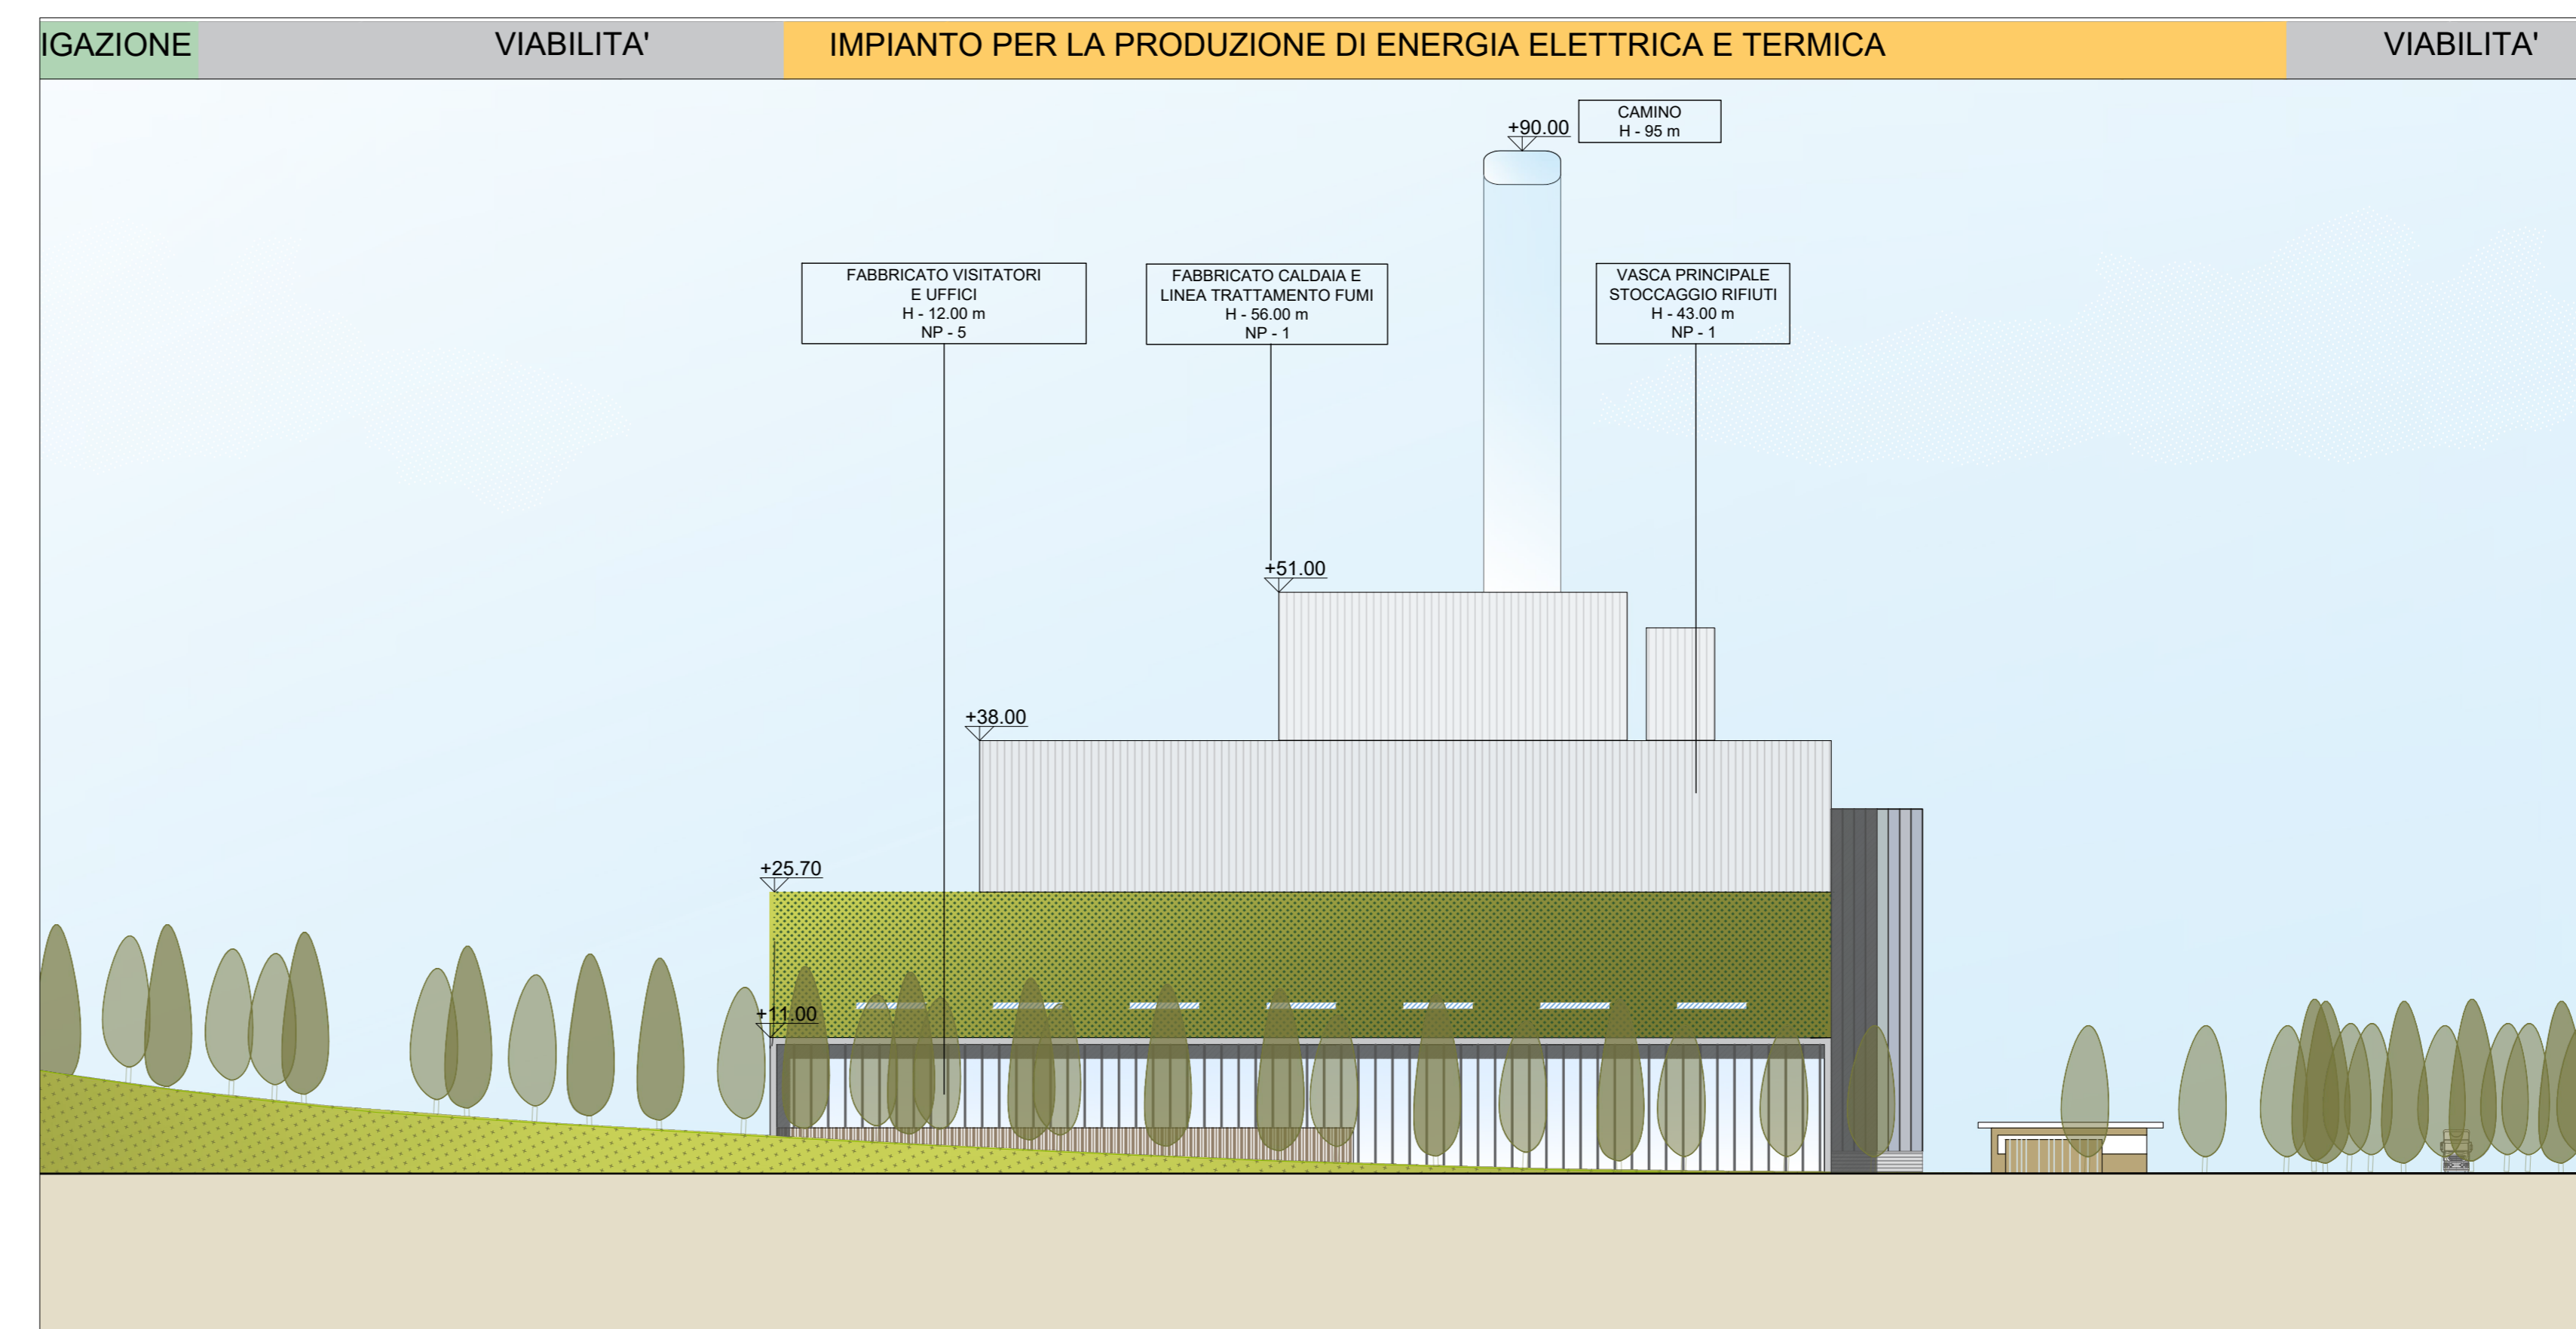 IGAZIONE
VIABILITA'
IMPIANTO PER LA PRODUZIONE DI ENERGIA ELETTRICA E TERMICA
VIABILITA'
+90.00
CAMINO
H - 95 m
FABBRICATO VISITATORI
E UFFICI
H - 12.00 m
NP - 5
FABBRICATO CALDAIA E
LINEA TRATTAMENTO FUMI
H - 56.00 m
NP - 1
VASCA PRINCIPALE
STOCCAGGIO RIFIUTI
H - 43.00 m
NP - 1
+51.00
+38.00
+25.70
+11.00